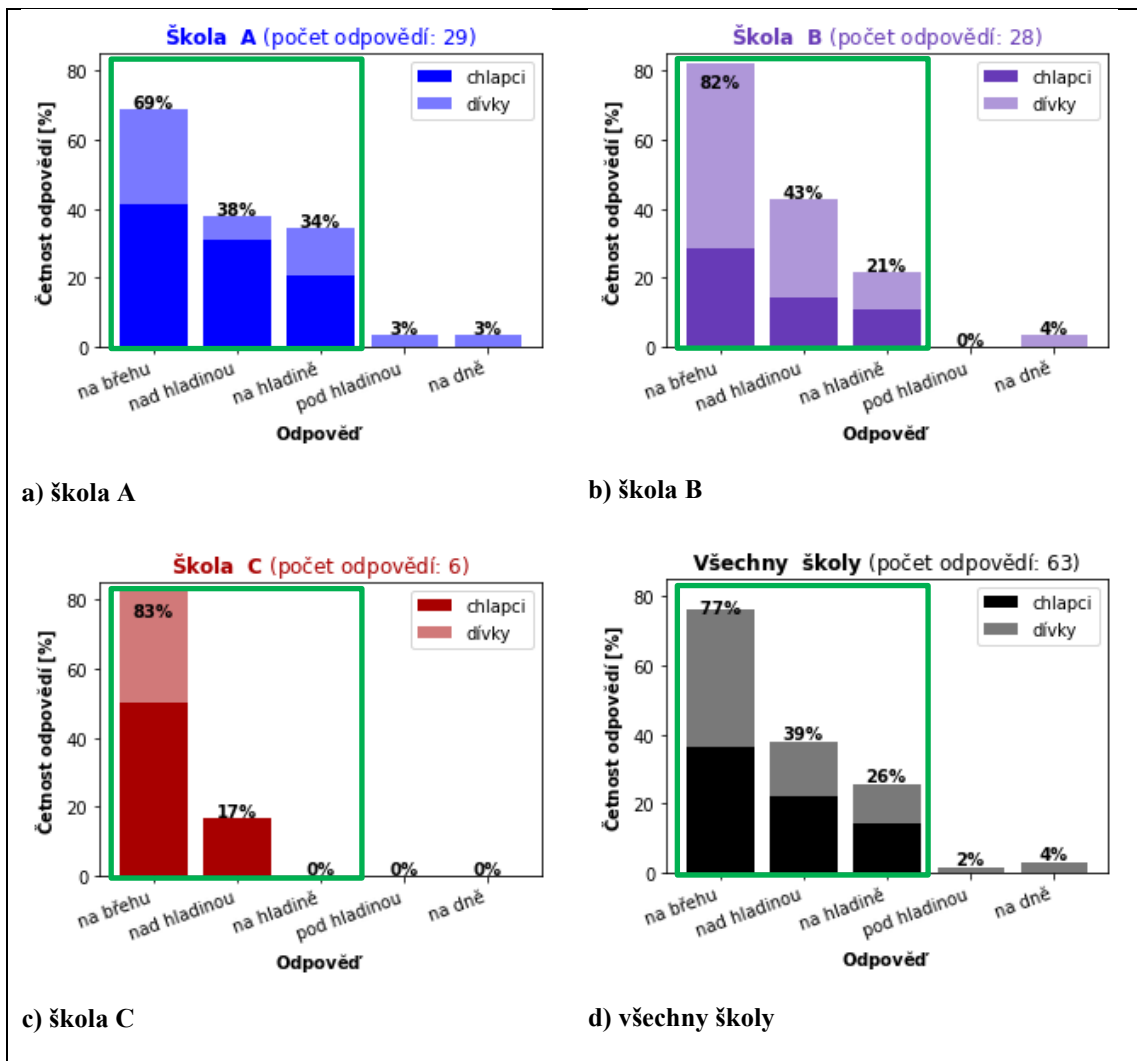 Škola A (počet odpovědí: 29)
Četnost odpovědí [%]
80
60
40
20
0
69%
38%
34%
3%
3%
chlapci
dívky
na břehu
nad hladinou
na hladině
pod hladinou
na dně
Odpověď
a) škola A
Škola B (počet odpovědí: 28)
Četnost odpovědí [%]
80
60
40
20
0
82%
43%
21%
0%
4%
chlapci
dívky
na břehu
nad hladinou
na hladině
pod hladinou
na dně
Odpověď
b) škola B
Škola C (počet odpovědí: 6)
Četnost odpovědí [%]
80
60
40
20
0
83%
17%
0%
0%
0%
chlapci
dívky
na břehu
nad hladinou
na hladině
pod hladinou
na dně
Odpověď
c) škola C
Všechny školy (počet odpovědí: 63)
Četnost odpovědí [%]
80
60
40
20
0
77%
39%
26%
2%
4%
chlapci
dívky
na břehu
nad hladinou
na hladině
pod hladinou
na dně
Odpověď
d) všechny školy